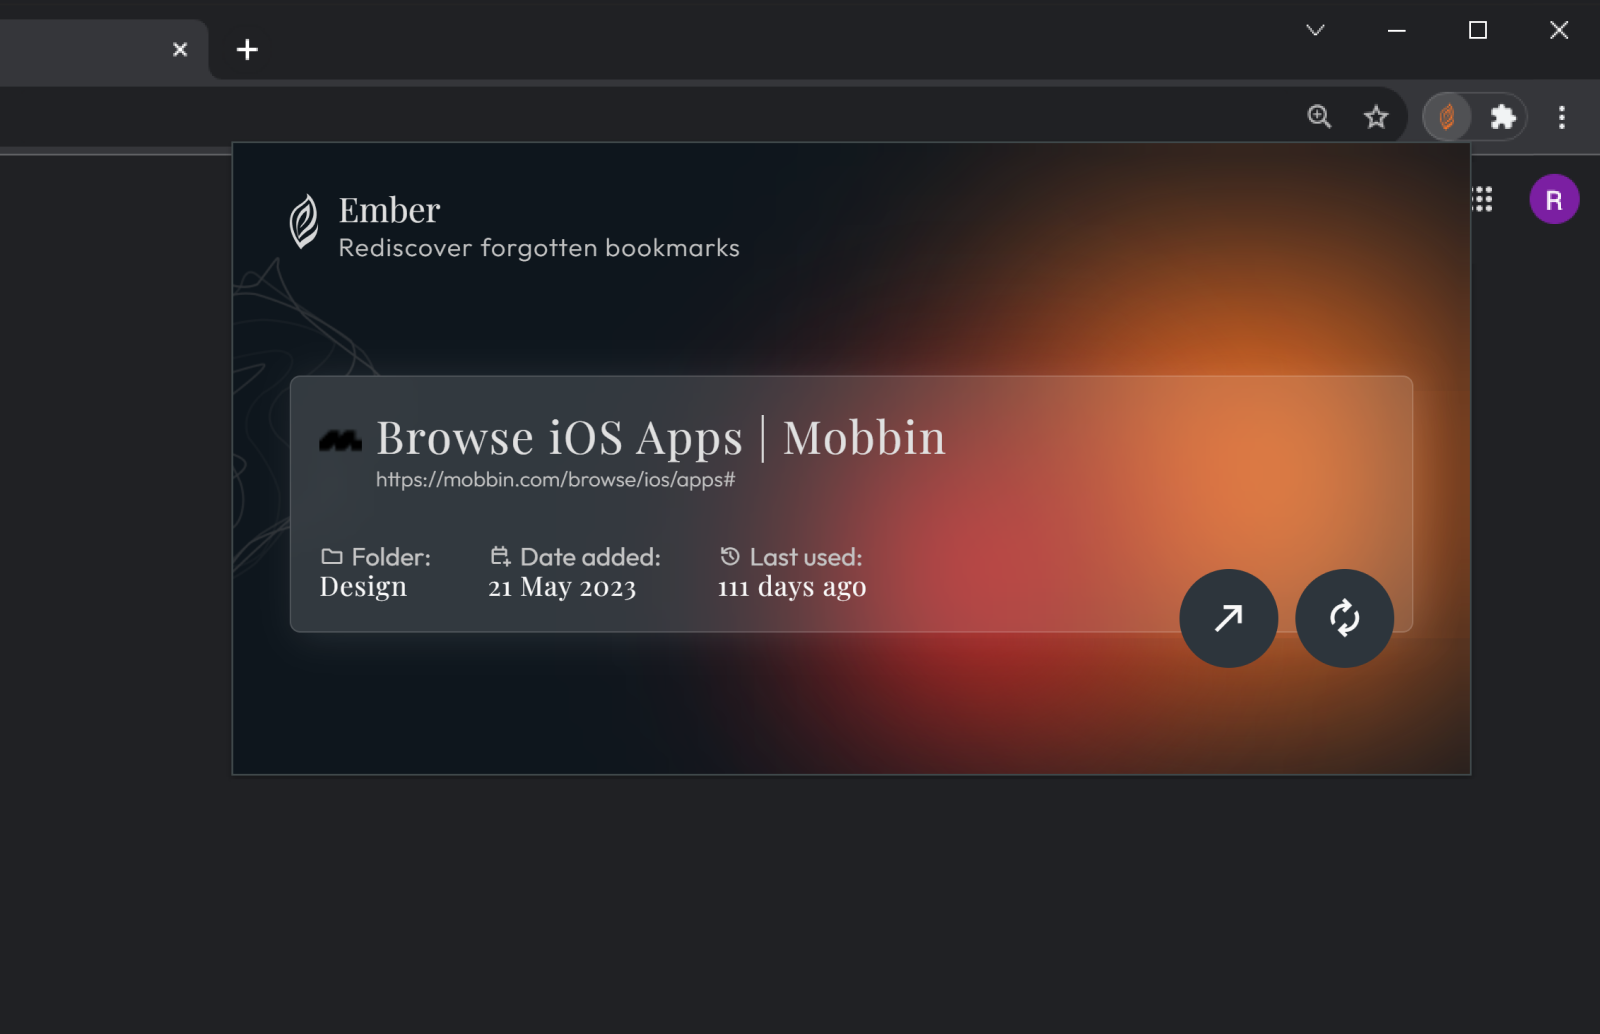 R
Ember
Rediscover forgotten bookmarks
Browse iOS Apps | Mobbin
https://mobbin.com/browse/ios/apps#
Folder:
Design
Date added:
21 May 2023
Last used:
111 days ago